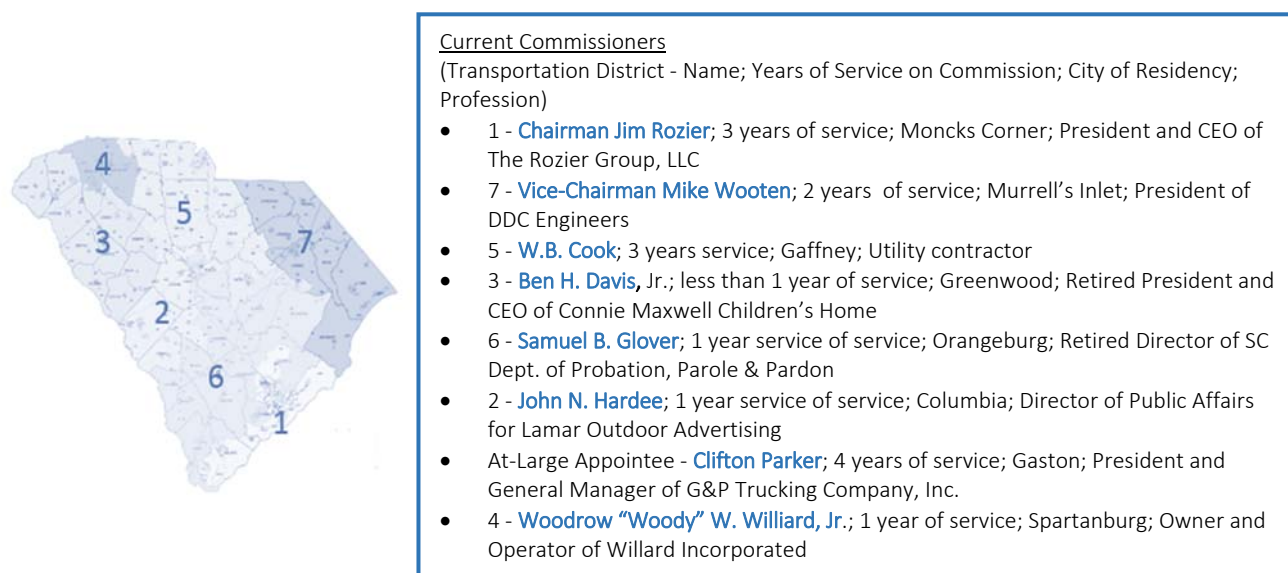 Current Commissioners
(Transportation District - Name; Years of Service on Commission; City of Residency;
Profession)
• 1 - Chairman Jim Rozier; 3 years of service; Moncks Corner; President and CEO of
The Rozier Group, LLC
• 7 - Vice-Chairman Mike Wooten; 2 years of service; Murrell’s Inlet; President of
DDC Engineers
• 5 - W.B. Cook; 3 years service; Gaffney; Utility contractor
• 3 - Ben H. Davis, Jr.; less than 1 year of service; Greenwood; Retired President and
CEO of Connie Maxwell Children’s Home
• 6 - Samuel B. Glover; 1 year service of service; Orangeburg; Retired Director of SC
Dept. of Probation, Parole & Pardon
• 2 - John N. Hardee; 1 year service of service; Columbia; Director of Public Affairs
for Lamar Outdoor Advertising
• At-Large Appointee - Clifton Parker; 4 years of service; Gaston; President and
General Manager of G&P Trucking Company, Inc.
• 4 - Woodrow “Woody” W. Williard, Jr.; 1 year of service; Spartanburg; Owner and
Operator of Willard Incorporated
4
5
3
7
2
6
1